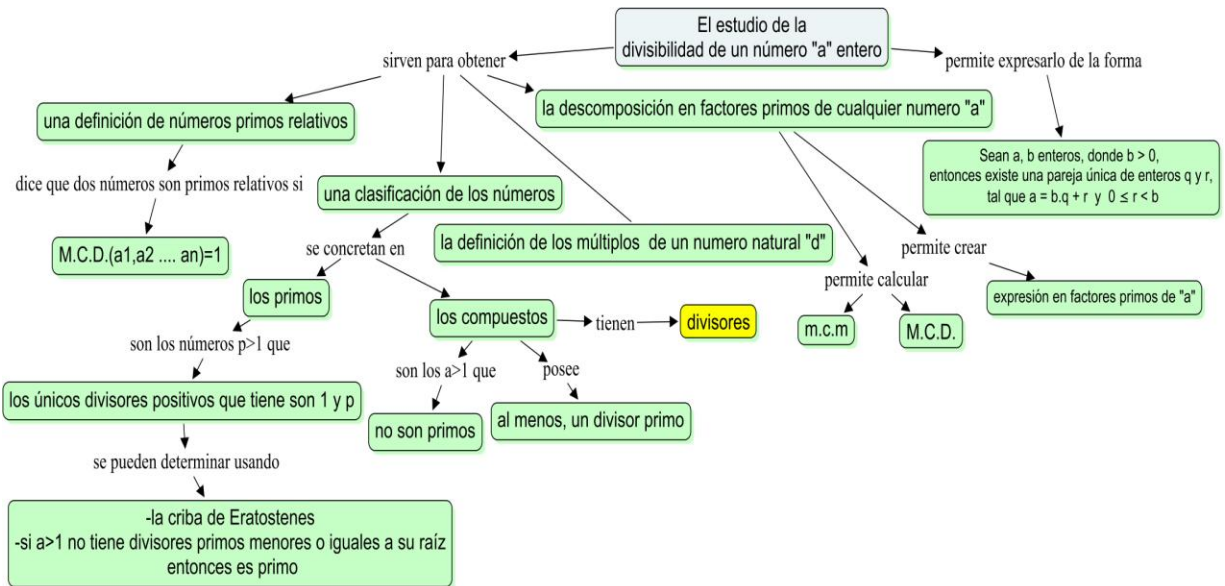 El estudio de la
divisibilidad de un número "a" entero
sirven para obtener
permite expresarlo de la forma
una definición de números primos relativos
la descomposición en factores primos de cualquier numero "a"
Sean a, b enteros, donde b > 0,
entonces existe una pareja única de enteros q y r,
tal que a = b.q + r y 0 ≤ r < b
dice que dos números son primos relativos si
una clasificación de los números
M.C.D.(a1,a2 .... an)=1
se concretan en
la definición de los múltiplos de un numero natural "d"
permite crear
permite calcular
los primos
expresión en factores primos de "a"
los compuestos
tienen
divisores
m.c.m
M.C.D.
son los números p>1 que
son los a>1 que
posee
los únicos divisores positivos que tiene son 1 y p
no son primos
al menos, un divisor primo
se pueden determinar usando
-la criba de Eratostenes
-si a>1 no tiene divisores primos menores o iguales a su raíz
entonces es primo